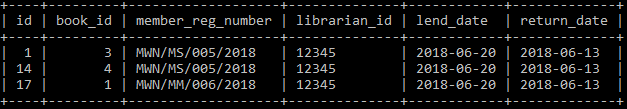 +----+---------+-------------------+--------------+------------+-------------+
| id | book_id | member_reg_number | librarian_id | lend_date | return_date |
+----+---------+-------------------+--------------+------------+-------------+
| 1 | 3 | MWN/MS/005/2018 | 12345 | 2018-06-20 | 2018-06-13 |
| 14 | 4 | MWN/MS/005/2018 | 12345 | 2018-06-20 | 2018-06-13 |
| 17 | 1 | MWN/MM/006/2018 | 12345 | 2018-06-20 | 2018-06-13 |
+----+---------+-------------------+--------------+------------+-------------+